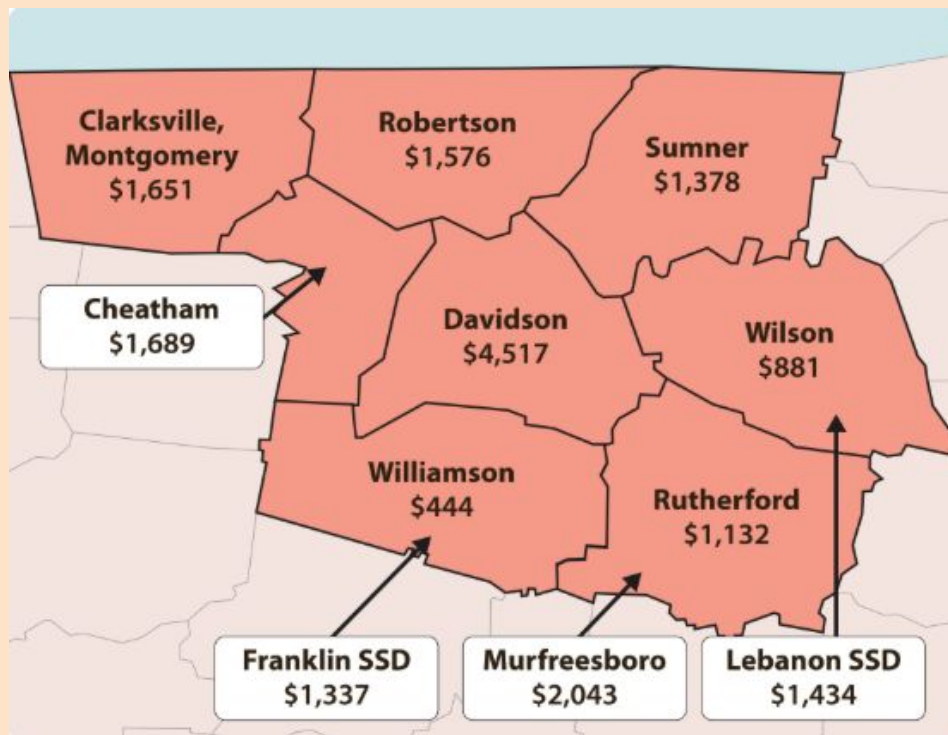 Clarksville,
Montgomery
$1,651
Robertson
$1,576
Sumner
$1,378
Cheatham
$1,689
Davidson
$4,517
Wilson
$881
Williamson
$444
Rutherford
$1,132
Franklin SSD
$1,337
Murfreesboro
$2,043
Lebanon SSD
$1,434